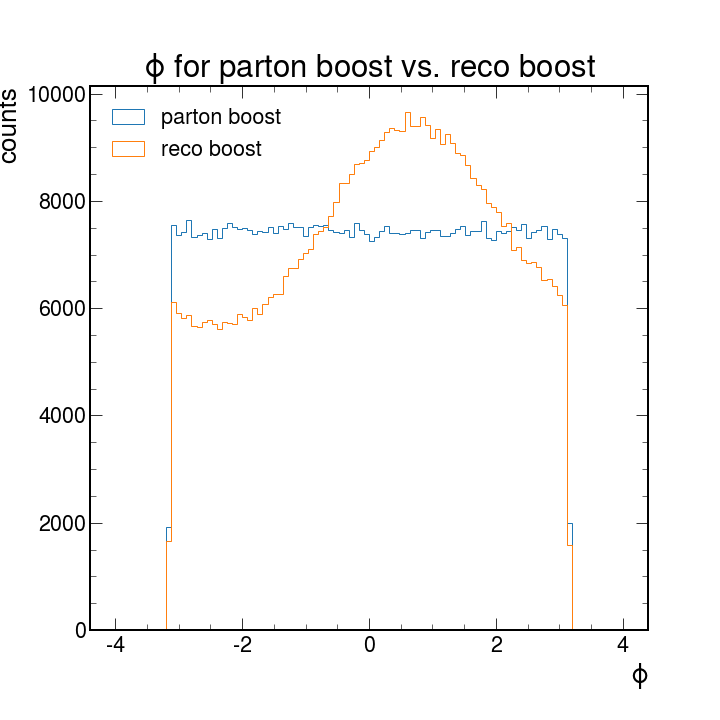 ϕ for parton boost vs. reco boost
counts
10000
8000
6000
4000
2000
0
parton boost
reco boost
-4 -2 0 2 4
ϕ